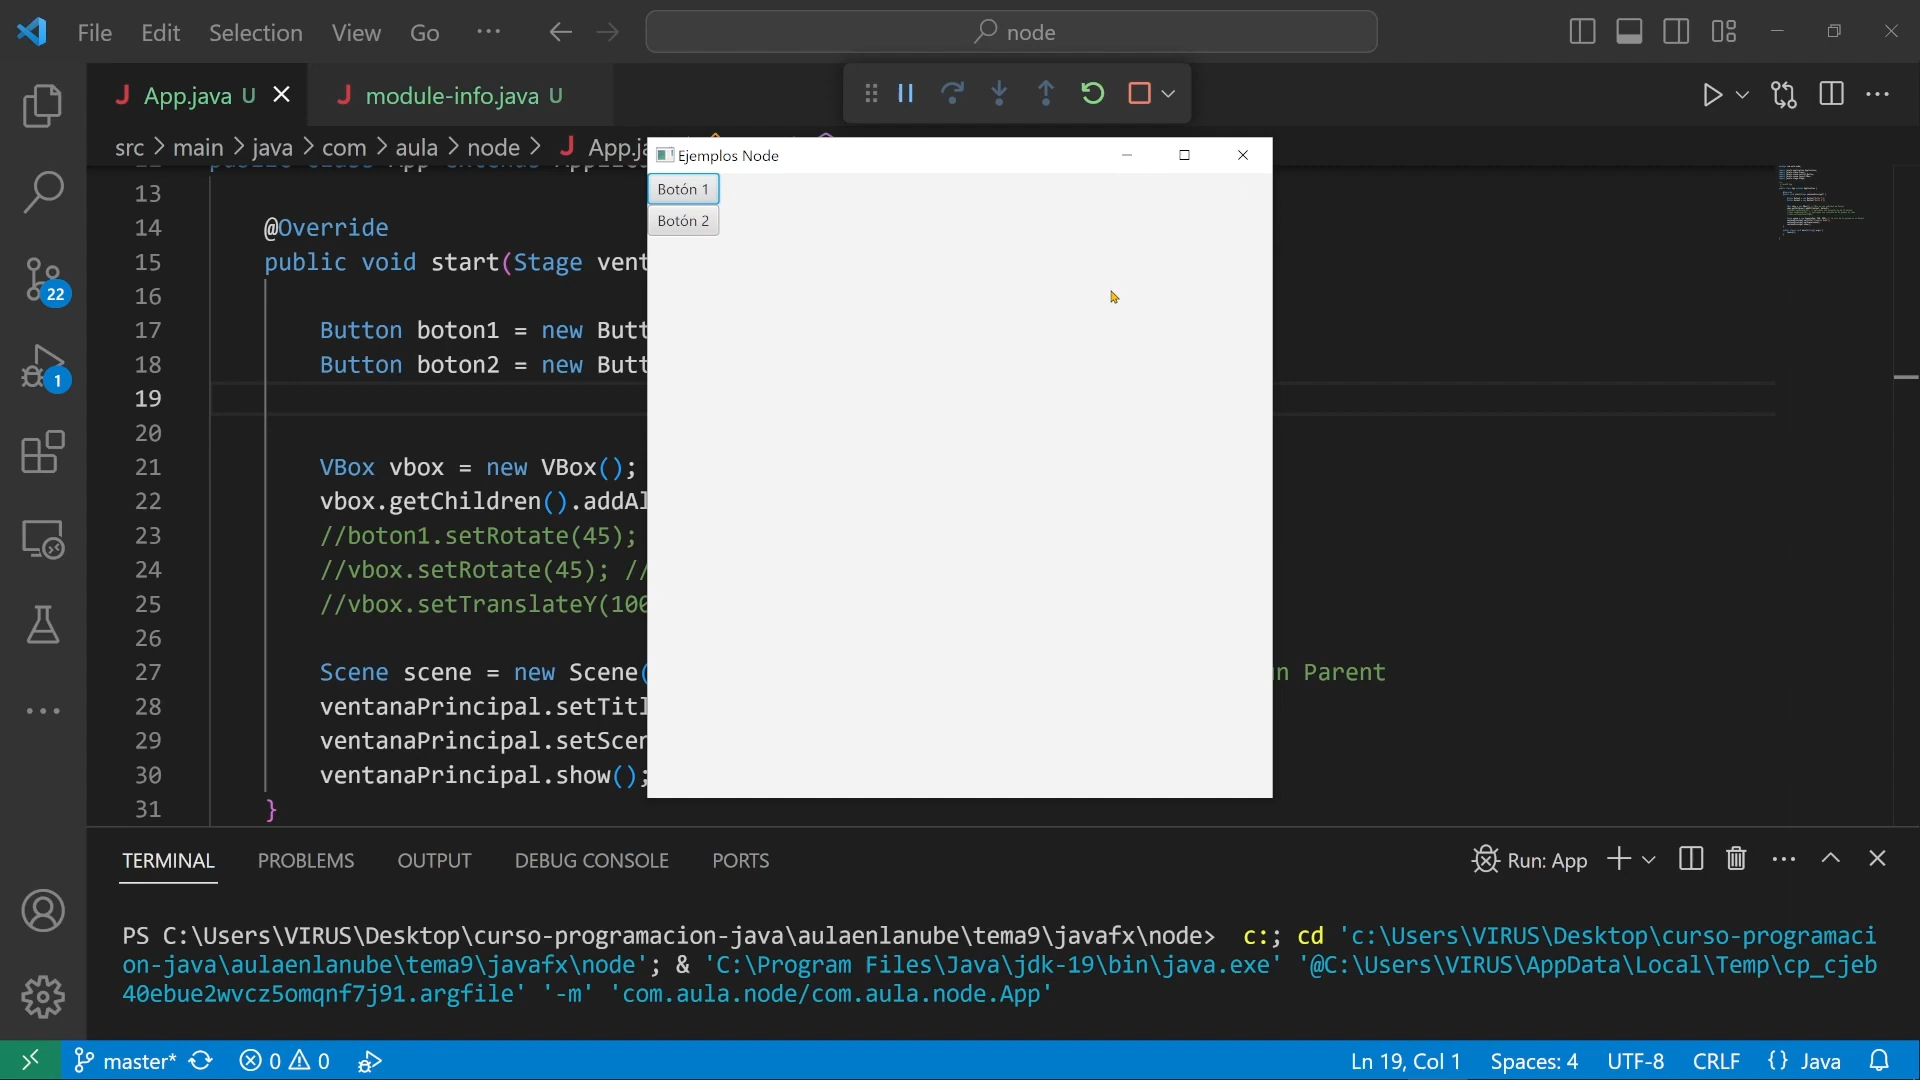 File Edit Selection View Go ··· node
App.java U module-info.java U
src > main > java > com > aula > node > App.ja
Ejemplos Node
Botón 1
Botón 2
13
14 @Override
15 public void start(Stage vent
16
17 Button boton1 = new Butt
18 Button boton2 = new Butt
19
20
21 VBox vbox = new VBox();
22 vbox.getChildren().addAl
23 //boton1.setRotate(45);
24 //vbox.setRotate(45); //
25 //vbox.setTranslateY(100
26
27 Scene scene = new Scene( n Parent
28 ventanaPrincipal.setTitl
29 ventanaPrincipal.setScen
30 ventanaPrincipal.show();
31 }
22
1
TERMINAL PROBLEMS OUTPUT DEBUG CONSOLE PORTS Run: App
PS C:\Users\VIRUS\Desktop\curso-programacion-java\aulaenlanube\tema9\javafx\node> c:; cd 'c:\Users\VIRUS\Desktop\curso-programaci
on-java\aulaenlanube\tema9\javafx\node'; & 'C:\Program Files\Java\jdk-19\bin\java.exe' '@C:\Users\VIRUS\AppData\Local\Temp\cp_cjeb
40ebue2wvcz5omqnf7j91.argfile' '-m' 'com.aula.node/com.aula.node.App'
master* 0 0 Ln 19, Col 1 Spaces: 4 UTF-8 CRLF {} Java